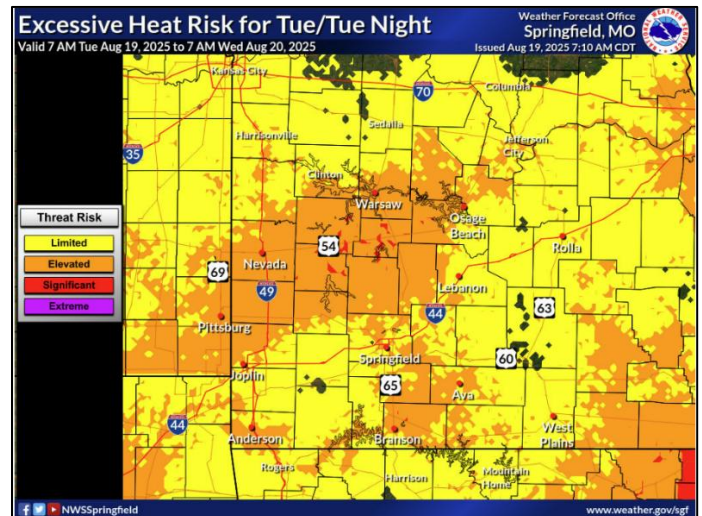 Excessive Heat Risk for Tue/Tue Night
Valid 7 AM Tue Aug 19, 2025 to 7 AM Wed Aug 20, 2025
Weather Forecast Office
Springfield, MO
Issued Aug 19, 2025 7:10 AM CDT
Kansas City
70
Columbia
Harrisonville
Sedalia
Jefferson
City
35
Clinton
Warsaw
Osage
Beach
Threat Risk
Limited
Elevated
Significant
Extreme
54
Rolla
69
Nevada
49
Lebanon
63
44
Pittsburg
Springfield
60
Joplin
65
Ava
44
Anderson
Branson
West
Plains
Rogers
Harrison
Mountain
Home
NWSSpringfield
www.weather.gov/sgf